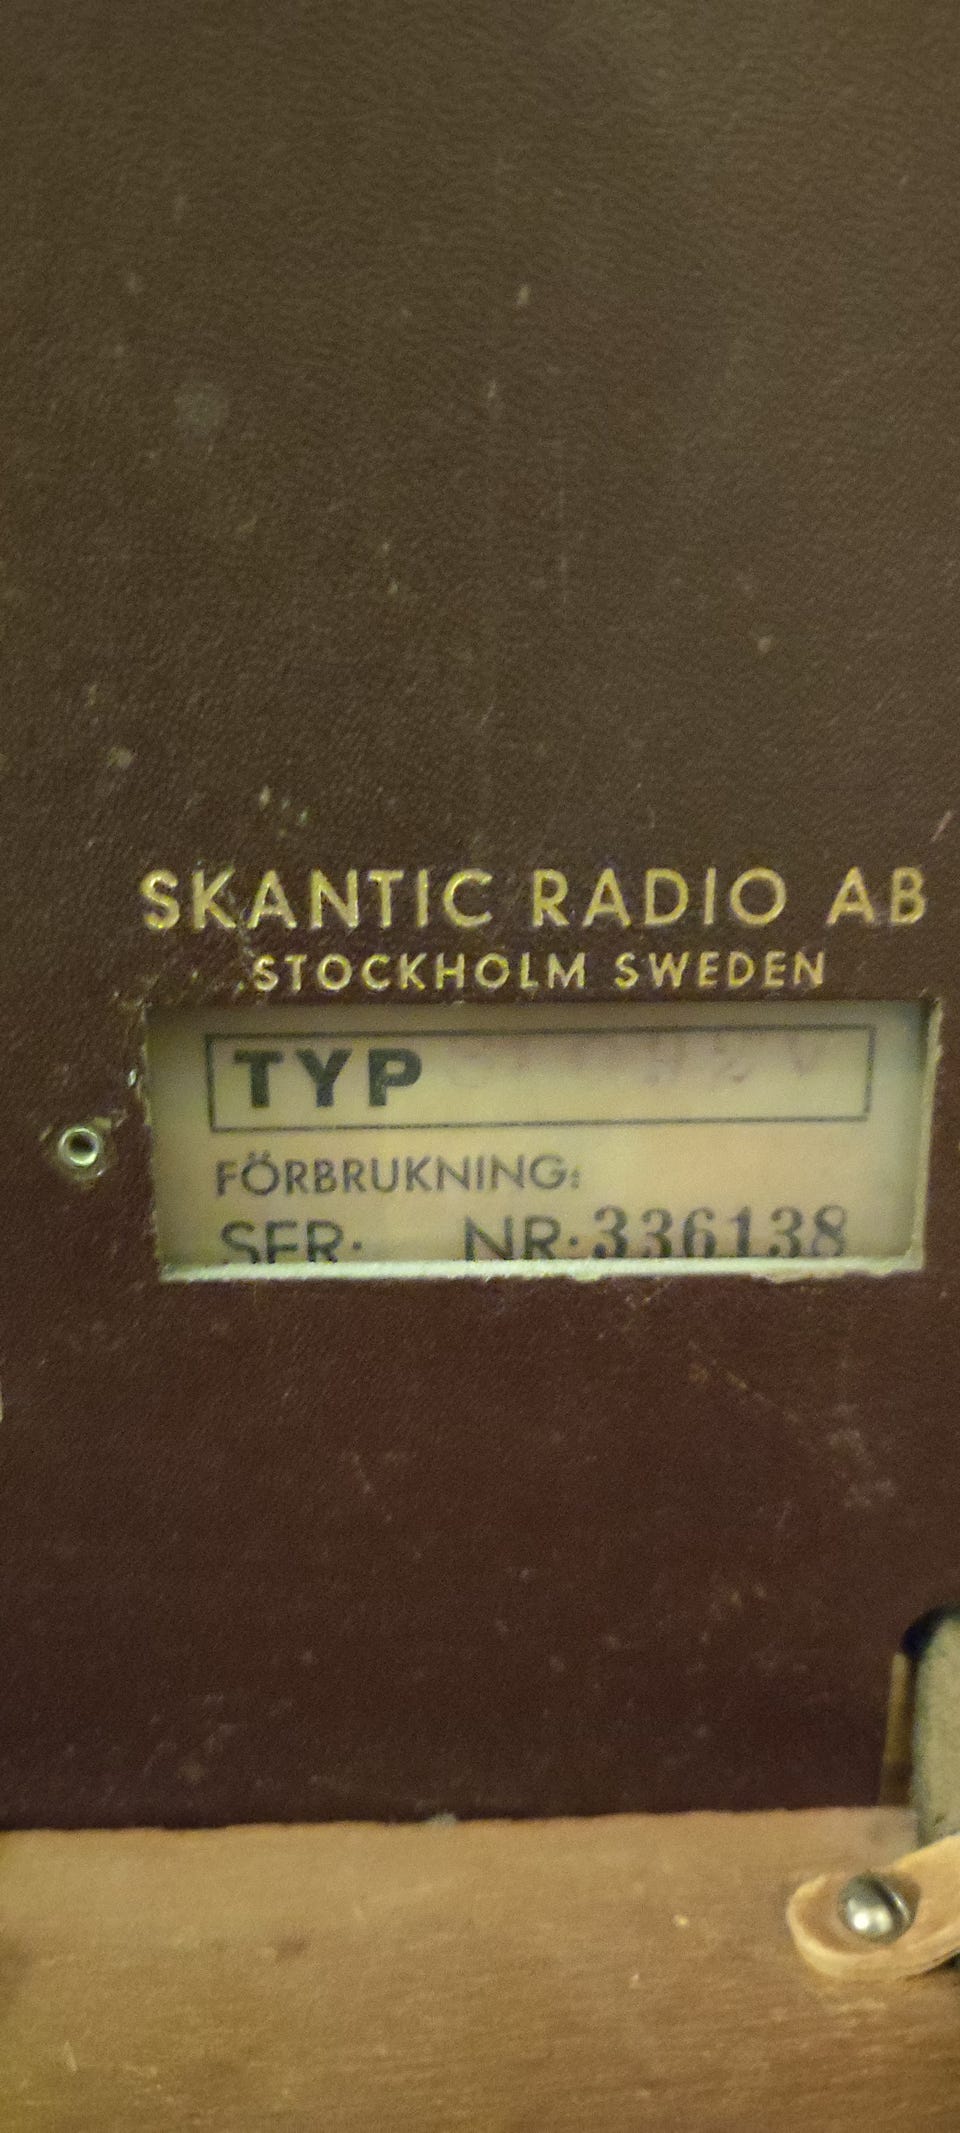 SKANTIC RADIO AB
STOCKHOLM SWEDEN
TYP
FÖRBRUKNING:
SER. NR. 336138